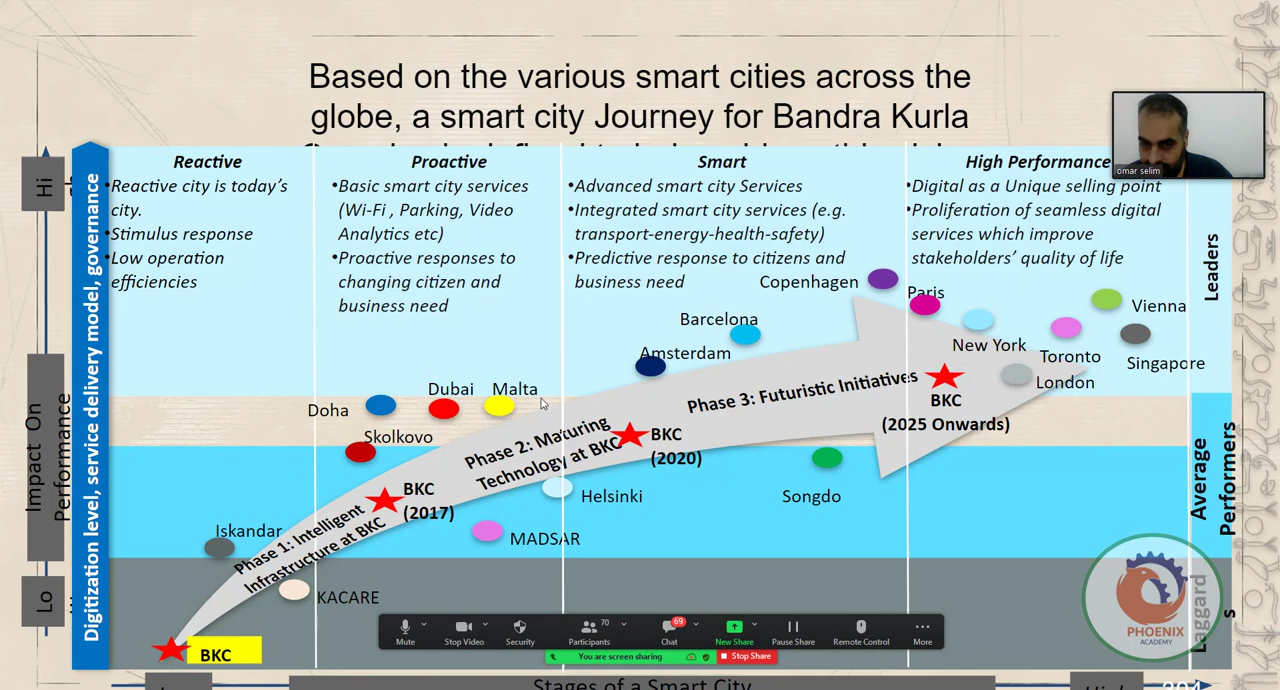 Based on the various smart cities across the
globe, a smart city Journey for Bandra Kurla
omar selim
Hi
Impact On
Performance
Lo
Digitization level, service delivery model, governance
Reactive
•Reactive city is today’s
city.
•Stimulus response
•Low operation
efficiencies
Proactive
•Basic smart city services
(Wi-Fi , Parking, Video
Analytics etc)
•Proactive responses to
changing citizen and
business need
Smart
•Advanced smart city Services
•Integrated smart city services (e.g.
transport-energy-health-safety)
•Predictive response to citizens and
business need
High Performance
•Digital as a Unique selling point
•Proliferation of seamless digital
services which improve
stakeholders’ quality of life
Leaders
Average
Performers
Laggard
s
Copenhagen
Paris
Vienna
Barcelona
New York
Amsterdam
Toronto
Singapore
London
Dubai
Malta
Doha
Skolkovo
Phase 3: Futuristic Initiatives
BKC
(2025 Onwards)
Phase 2: Maturing
Technology at BKC
BKC
(2020)
BKC
(2017)
Helsinki
Songdo
MADSAR
Iskandar
Phase 1: Intelligent
Infrastructure at BKC
KACARE
BKC
PHOENIX
ACADEMY
Mute
Stop Video
Security
70
Participants
69
Chat
New Share
Pause Share
Remote Control
More
You are screen sharing
Stop Share
Stages of a Smart City